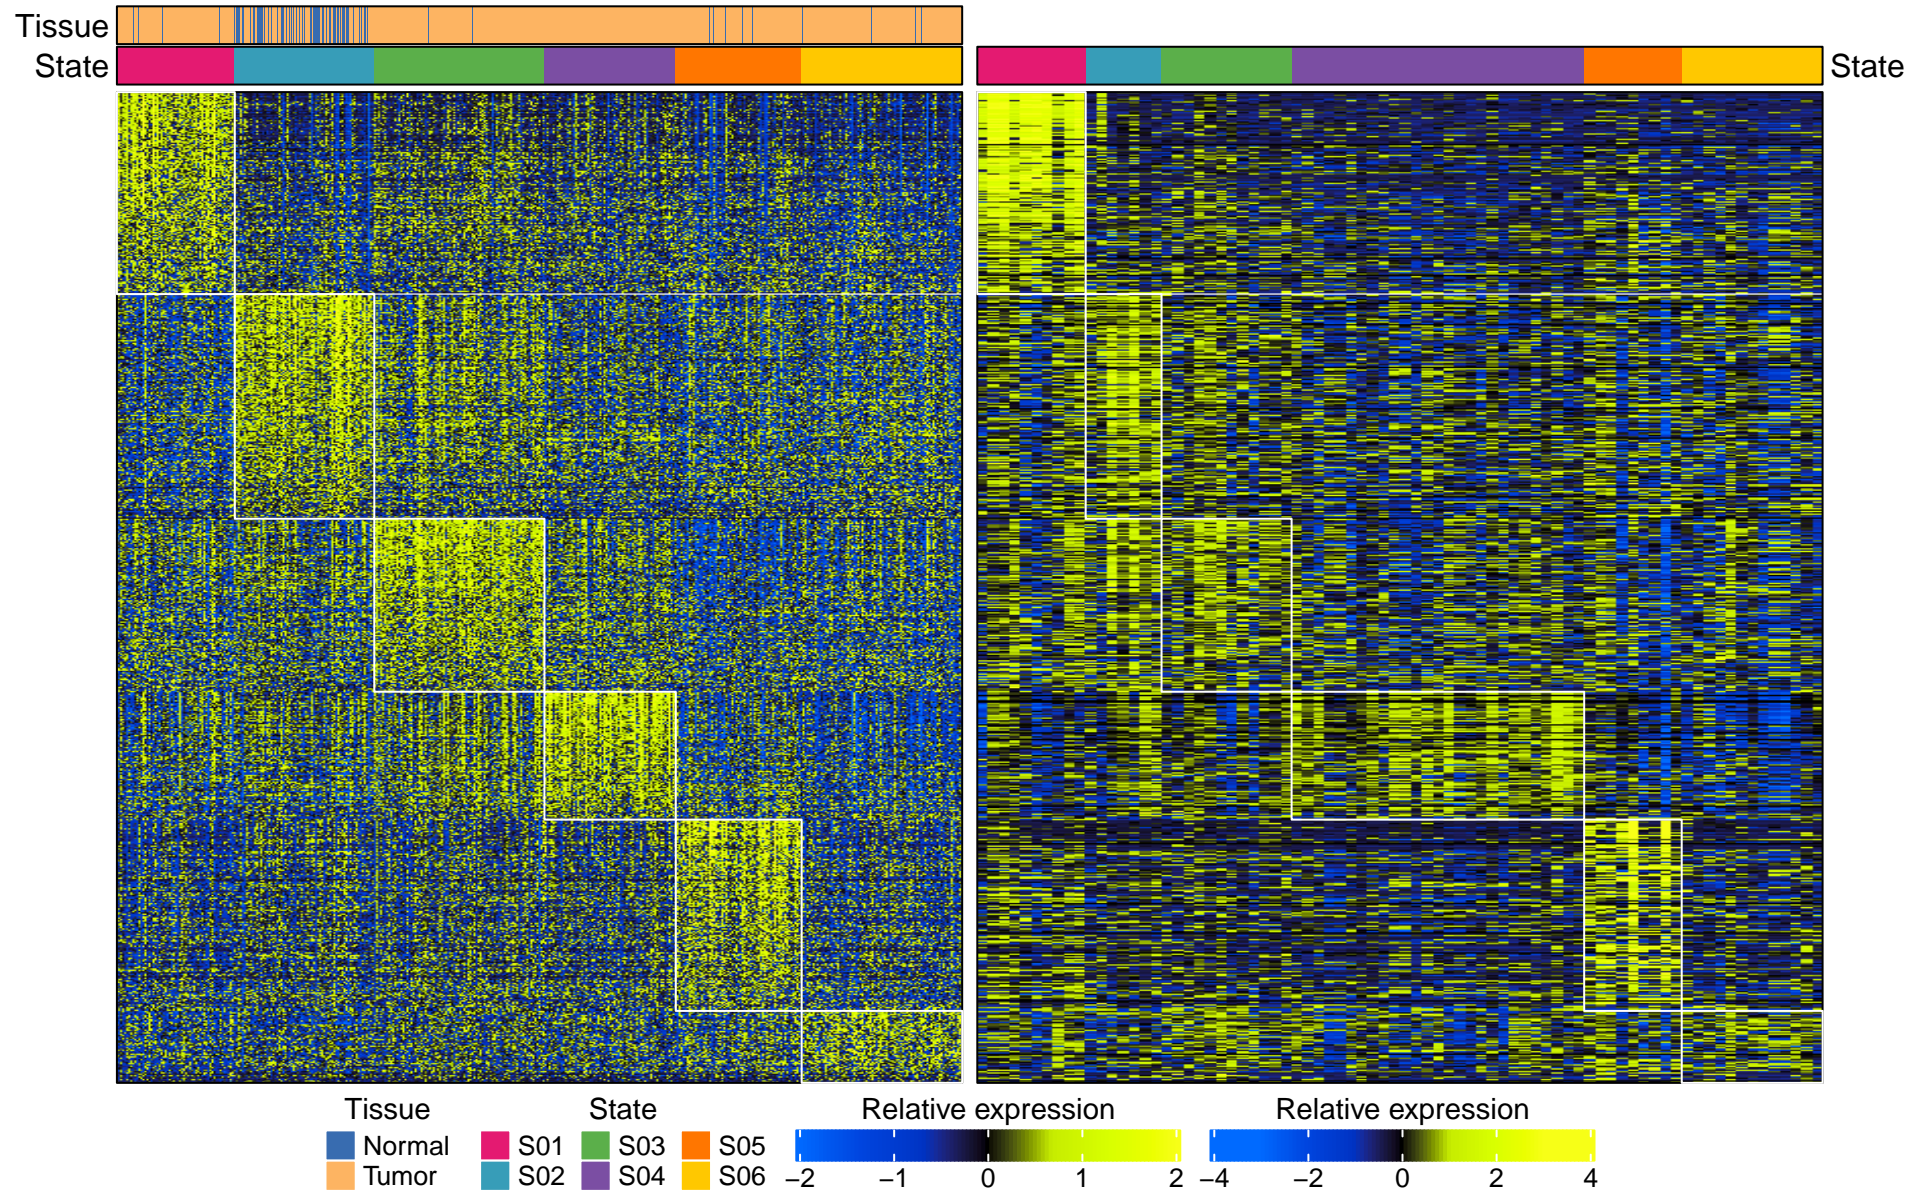 Tissue
State
State
Tissue State Relative expression Relative expression
Normal S01 S03 S05
Tumor S02 S04 S06
−2 −1 0 1 2 −4 −2 0 2 4